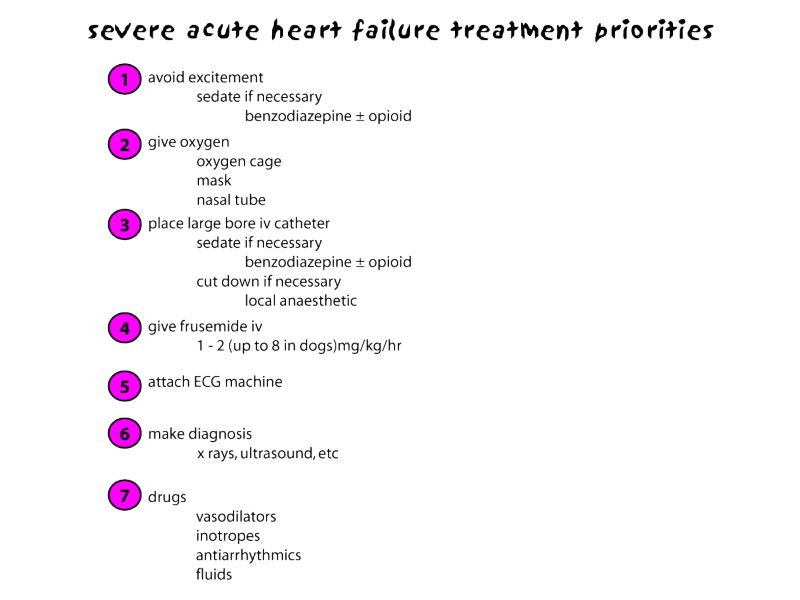 severe acute heart failure treatment priorities
1 avoid excitement
sedate if necessary
benzodiazepine ± opioid
2 give oxygen
oxygen cage
mask
nasal tube
3 place large bore iv catheter
sedate if necessary
benzodiazepine ± opioid
cut down if necessary
local anaesthetic
4 give frusemide iv
1 - 2 (up to 8 in dogs)mg/kg/hr
5 attach ECG machine
6 make diagnosis
x rays, ultrasound, etc
7 drugs
vasodilators
inotropes
antiarrhythmics
fluids